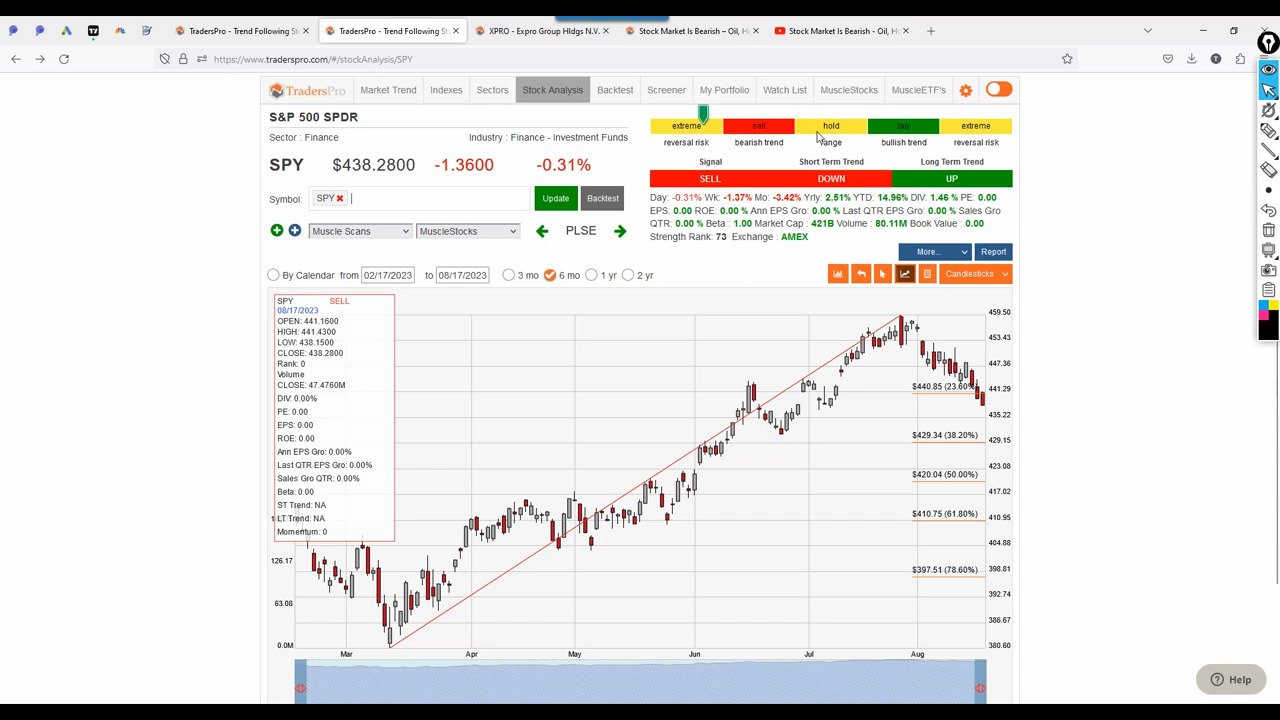 TradersPro - Trend Following St
TradersPro - Trend Following St
XPRO - Expro Group Hldgs N.V.
Stock Market Is Bearish – Oil, H
Stock Market Is Bearish - Oil, H
https://www.traderspro.com/#/stockAnalysis/SPY
TradersPro
Market Trend
Indexes
Sectors
Stock Analysis
Backtest
Screener
My Portfolio
Watch List
MuscleStocks
MuscleETF's
S&P 500 SPDR
Sector : Finance
Industry : Finance - Investment Funds
SPY $438.2800 -1.3600 -0.31%
Symbol: SPY
Update
Backtest
Muscle Scans
MuscleStocks
PLSE
extreme sell hold buy extreme
reversal risk bearish trend range bullish trend reversal risk
Signal Short Term Trend Long Term Trend
SELL DOWN UP
Day: -0.31% Wk: -1.37% Mo: -3.42% Yrly: 2.51% YTD: 14.96% DIV: 1.46 % PE: 0.00
EPS: 0.00 ROE: 0.00 % Ann EPS Gro: 0.00 % Last QTR EPS Gro: 0.00 % Sales Gro
QTR: 0.00 % Beta : 1.00 Market Cap : 421B Volume : 80.11M Book Value : 0.00
Strength Rank: 73 Exchange : AMEX
More...
Report
By Calendar from 02/17/2023 to 08/17/2023
3 mo
6 mo
1 yr
2 yr
Candlesticks
SPY SELL
08/17/2023
OPEN: 441.1600
HIGH: 441.4300
LOW: 438.1500
CLOSE: 438.2800
Rank: 0
Volume
CLOSE: 47.4760M
DIV: 0.00%
PE: 0.00
EPS: 0.00
ROE: 0.00
Ann EPS Gro: 0.00%
Last QTR EPS Gro: 0.00%
Sales Gro QTR: 0.00%
Beta: 0.00
ST Trend: NA
LT Trend: NA
Momentum: 0
126.17
63.08
0.0M
$440.85 (23.60%)
$429.34 (38.20%)
$420.04 (50.00%)
$410.75 (61.80%)
$397.51 (78.60%)
459.50
453.43
447.36
441.29
435.22
429.15
423.08
417.02
410.95
404.88
398.81
392.74
386.67
380.60
Mar
Apr
May
Jun
Jul
Aug
Help